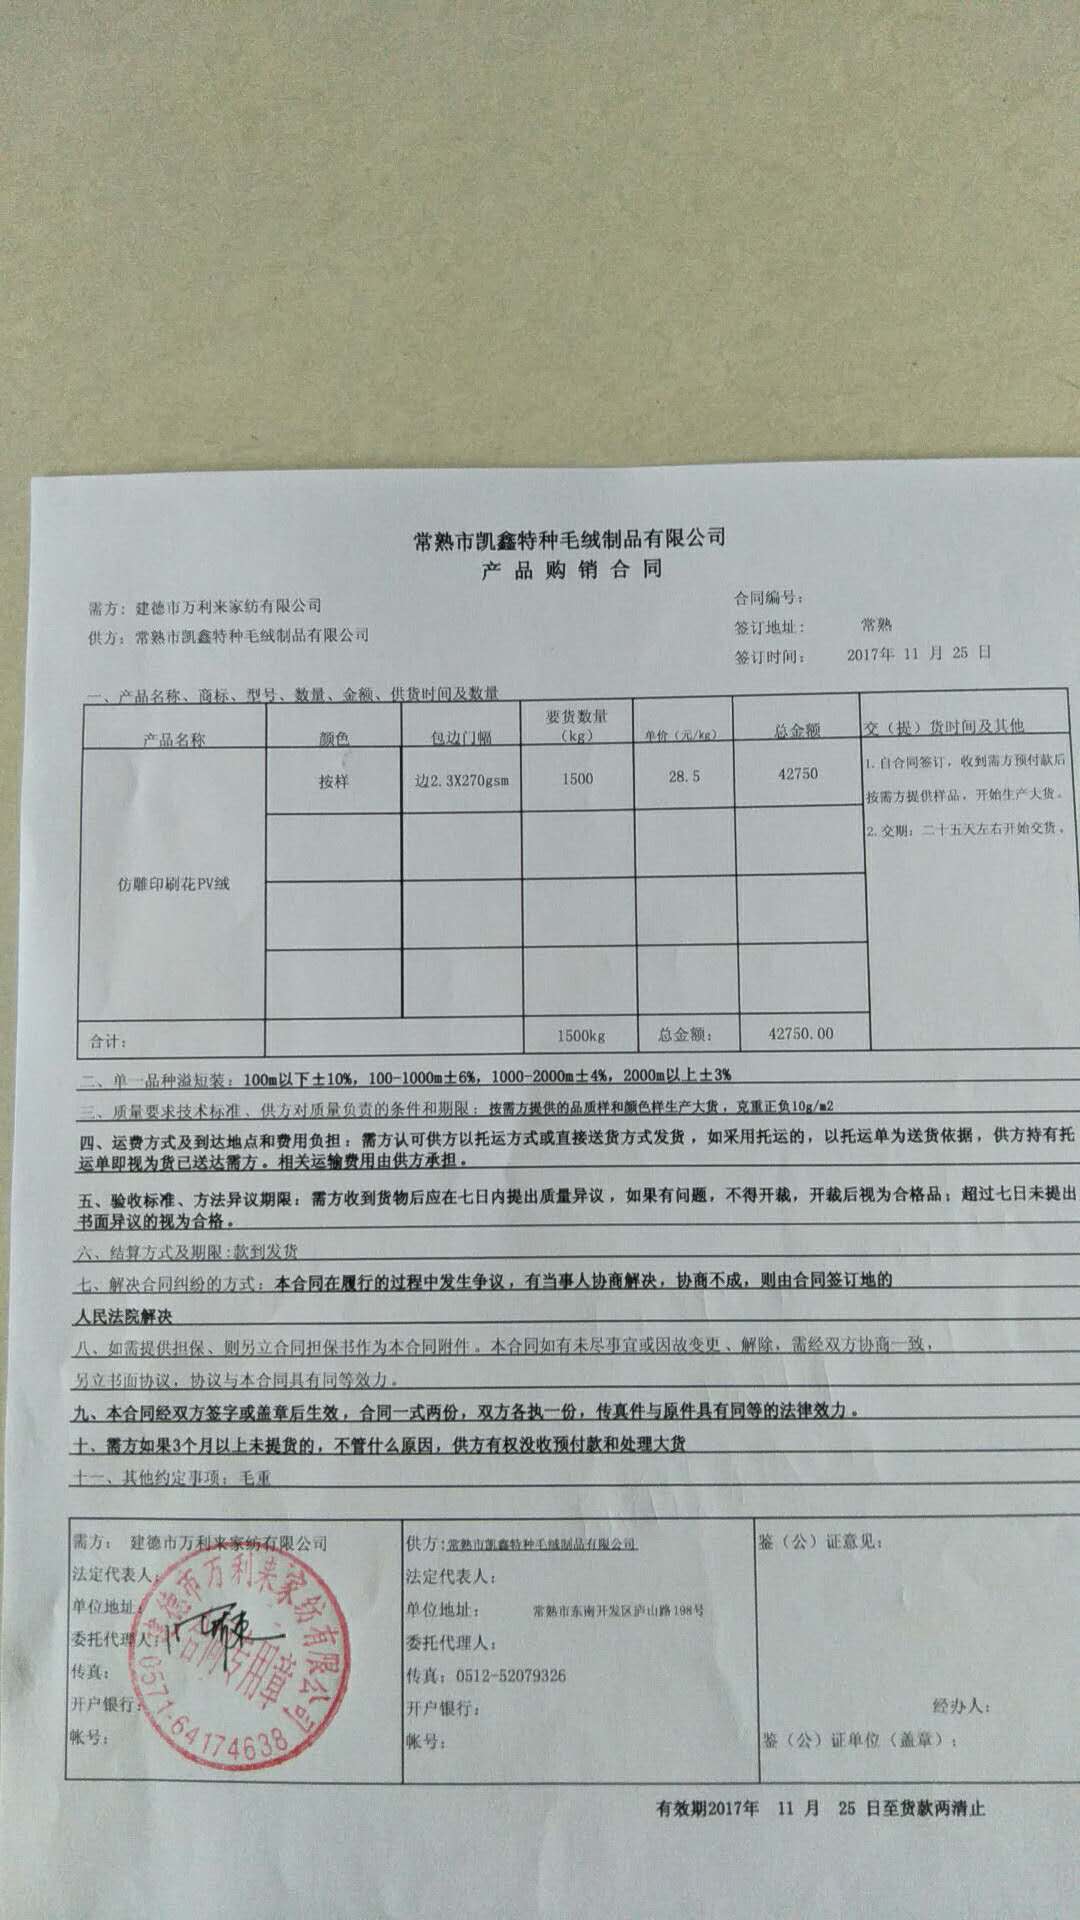 常熟市凯鑫特种毛绒制品有限公司
产品购销合同
需方：建德市万利来家纺有限公司
供方：常熟市凯鑫特种毛绒制品有限公司
合同编号：
签订地址：　常熟
签订时间：　2017年 11 月 25 日
一、产品名称、商标、型号、数量、金额、供货时间及数量
产品名称 颜色 包边门幅 要货数量（kg） 单价（元/kg） 总金额 交（提）货时间及其他
仿雕印刷花PV绒 按样 边2.3X270gsm 1500 28.5 42750
1.自合同签订，收到需方预付款后
按需方提供样品，开始生产大货。
2.交期：二十五天左右开始交货。
合计： 1500kg 总金额： 42750.00
二、单一品种溢短装：100m以下±10%，100-1000m±6%，1000-2000m±4%，2000m以上±3%
三、质量要求技术标准、供方对质量负责的条件和期限：按需方提供的品质样和颜色样生产大货，克重正负10g/m2
四、运费方式及到达地点和费用负担：需方认可供方以托运方式或直接送货方式发货，如采用托运的，以托运单为送货依据，供方持有托
运单即视为货已送达需方。相关运输费用由供方承担。
五、验收标准、方法异议期限：需方收到货物后应在七日内提出质量异议，如果有问题，不得开裁，开裁后视为合格品；超过七日未提出
书面异议的视为合格。
六、结算方式及期限:款到发货
七、解决合同纠纷的方式：本合同在履行的过程中发生争议，有当事人协商解决，协商不成，则由合同签订地的
人民法院解决
八、如需提供担保、则另立合同担保书作为本合同附件。本合同如有未尽事宜或因故变更、解除，需经双方协商一致，
另立书面协议，协议与本合同具有同等效力。
九、本合同经双方签字或盖章后生效，合同一式两份，双方各执一份，传真件与原件具有同等的法律效力。
十、需方如果3个月以上未提货的，不管什么原因，供方有权没收预付款和处理大货
十一、其他约定事项：毛重
需方： 建德市万利来家纺有限公司
法定代表人：
单位地址：
委托代理人：
传真：
开户银行：
帐号：
建德市万利来家纺有限公司
合同专用章
0571-64174638
供方:常熟市凯鑫特种毛绒制品有限公司
法定代表人：
单位地址： 常熟市东南开发区庐山路198号
委托代理人：
传真：0512-52079326
开户银行：
帐号：
鉴（公）证意见：
经办人：
鉴（公）证单位（盖章）：
有效期2017年 11 月 25 日至货款两清止